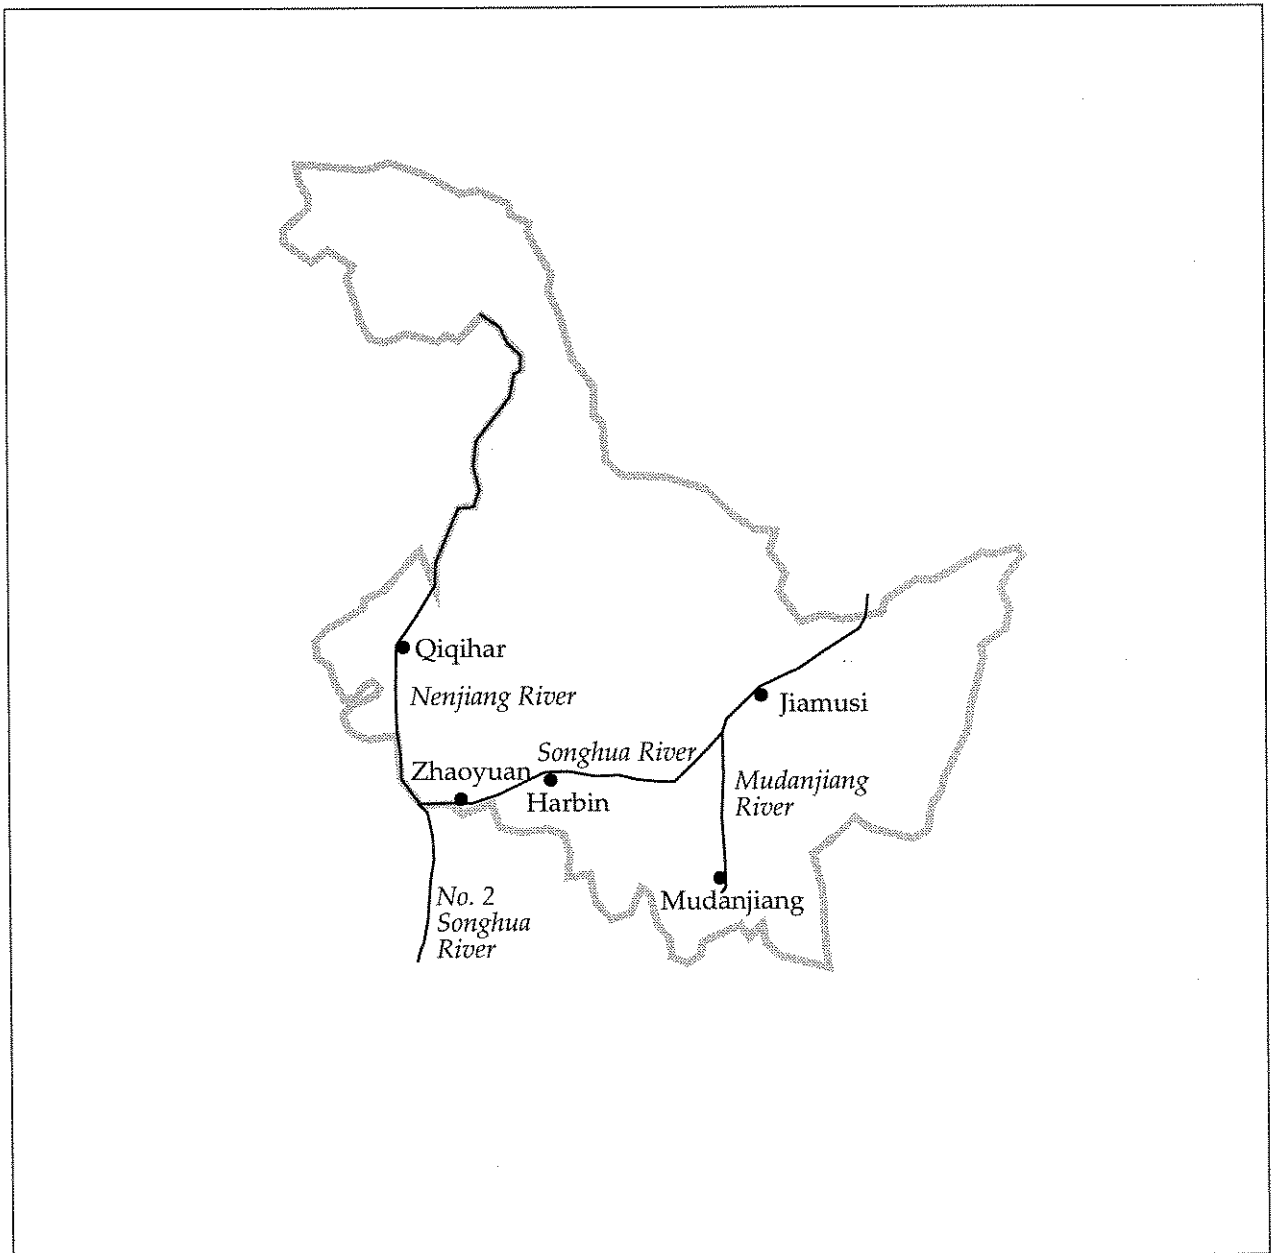 Qiqihar
Nenjiang River
Jiamusi
Songhua River
Zhaoyuan
Harbin
Mudanjiang
River
Mudanjiang
No. 2
Songhua
River